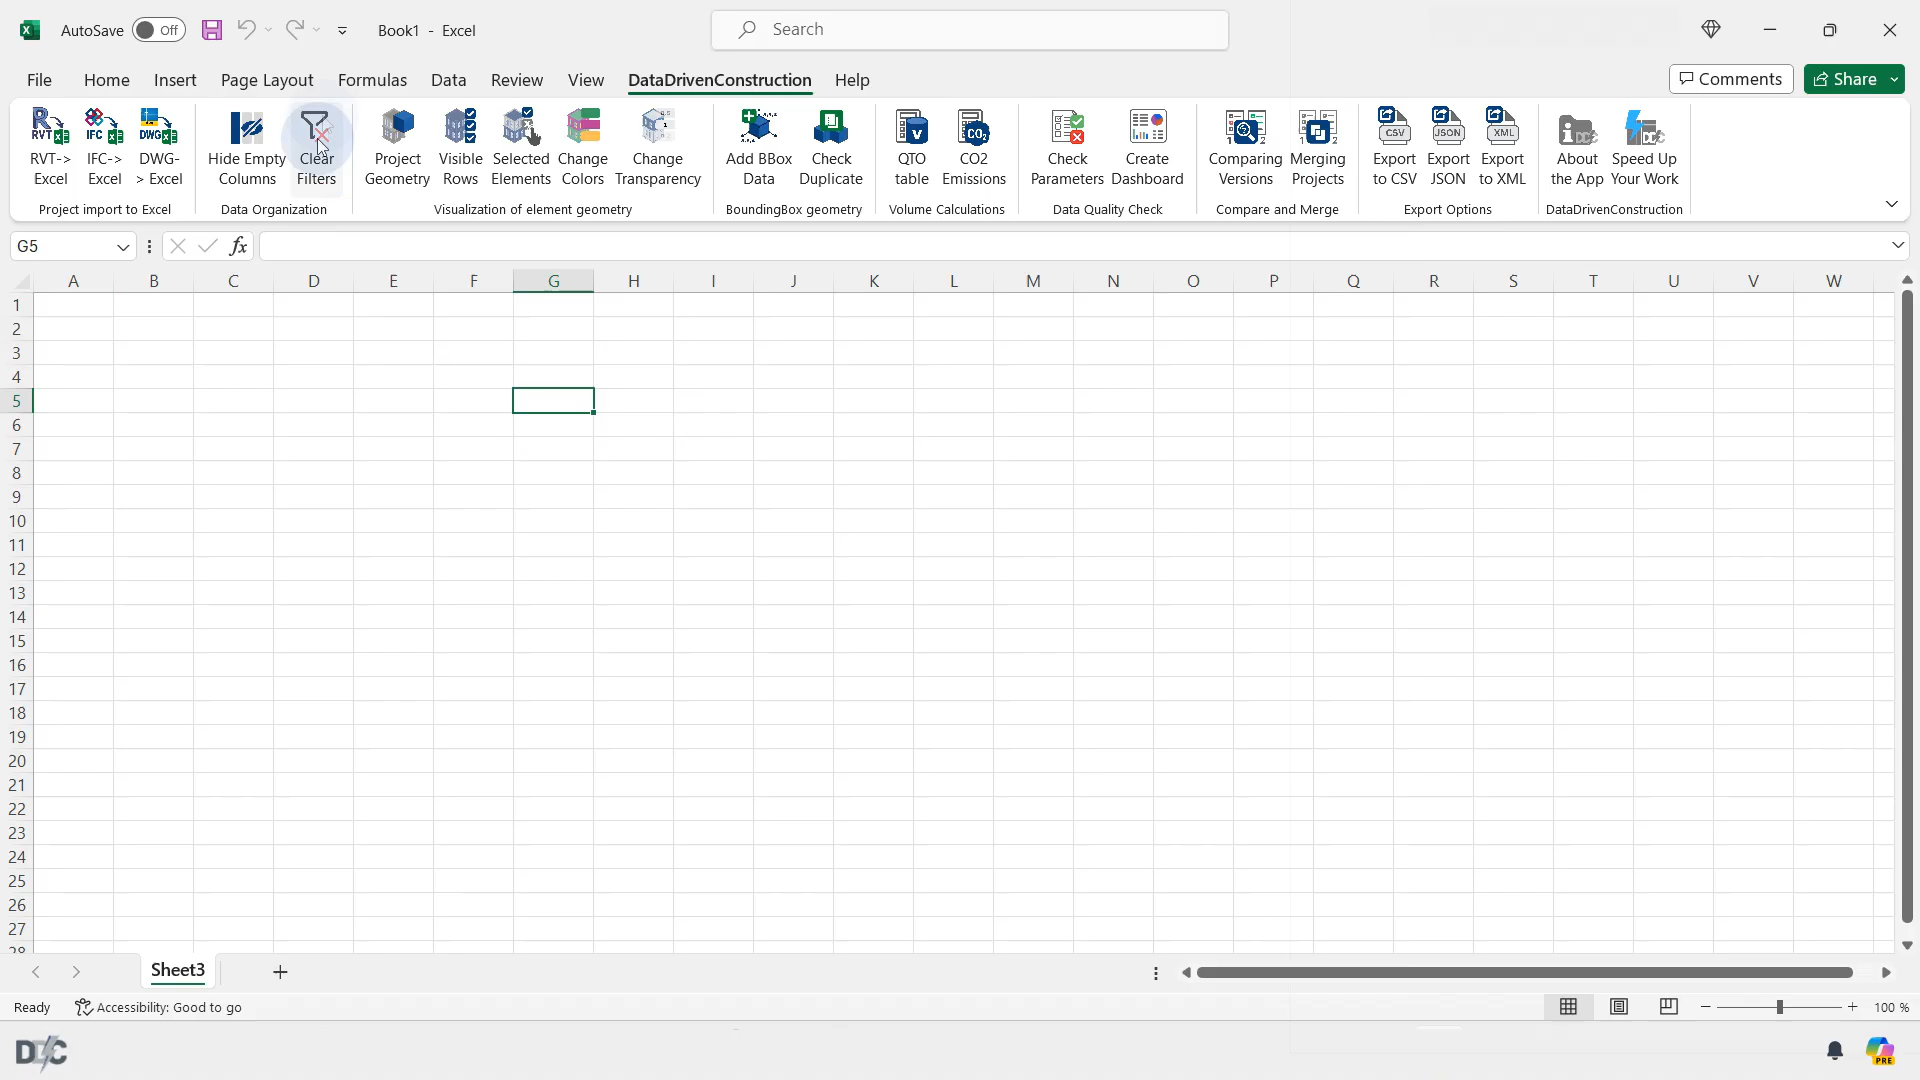 AutoSave Off Book1 - Excel Search
File Home Insert Page Layout Formulas Data Review View DataDrivenConstruction Help Comments Share
RVT->
Excel
IFC->
Excel
DWG-
> Excel
Project import to Excel
Hide Empty
Columns
Clear
Filters
Data Organization
Project
Geometry
Visible
Rows
Selected
Elements
Change
Colors
Change
Transparency
Visualization of element geometry
Add BBox
Data
Check
Duplicate
BoundingBox geometry
QTO
table
CO2
Emissions
Volume Calculations
Check
Parameters
Create
Dashboard
Data Quality Check
Comparing
Versions
Merging
Projects
Compare and Merge
CSV
Export
to CSV
JSON
Export
JSON
XML
Export
to XML
Export Options
About
the App
Speed Up
Your Work
DataDrivenConstruction
G5 fx
A B C D E F G H I J K L M N O P Q R S T U V W
1
2
3
4
5
6
7
8
9
10
11
12
13
14
15
16
17
18
19
20
21
22
23
24
25
26
27
28
Sheet3
Ready Accessibility: Good to go 100 %
DDC PRE